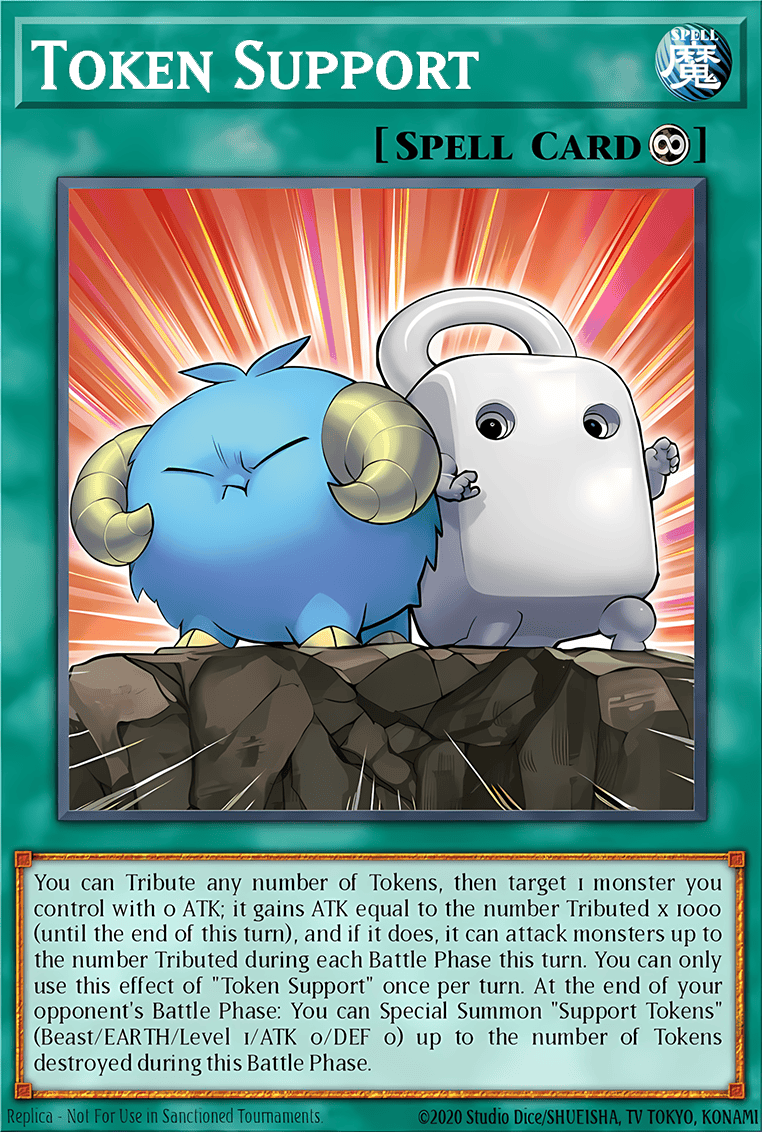 Token Support
SPELL
魔
[Spell Card]
You can Tribute any number of Tokens, then target 1 monster you
control with 0 ATK; it gains ATK equal to the number Tributed x 1000
(until the end of this turn), and if it does, it can attack monsters up to
the number Tributed during each Battle Phase this turn. You can only
use this effect of "Token Support" once per turn. At the end of your
opponent's Battle Phase: You can Special Summon "Support Tokens"
(Beast/EARTH/Level 1/ATK 0/DEF 0) up to the number of Tokens
destroyed during this Battle Phase.
Replica - Not For Use in Sanctioned Tournaments.
©2020 Studio Dice/SHUEISHA, TV TOKYO, KONAMI